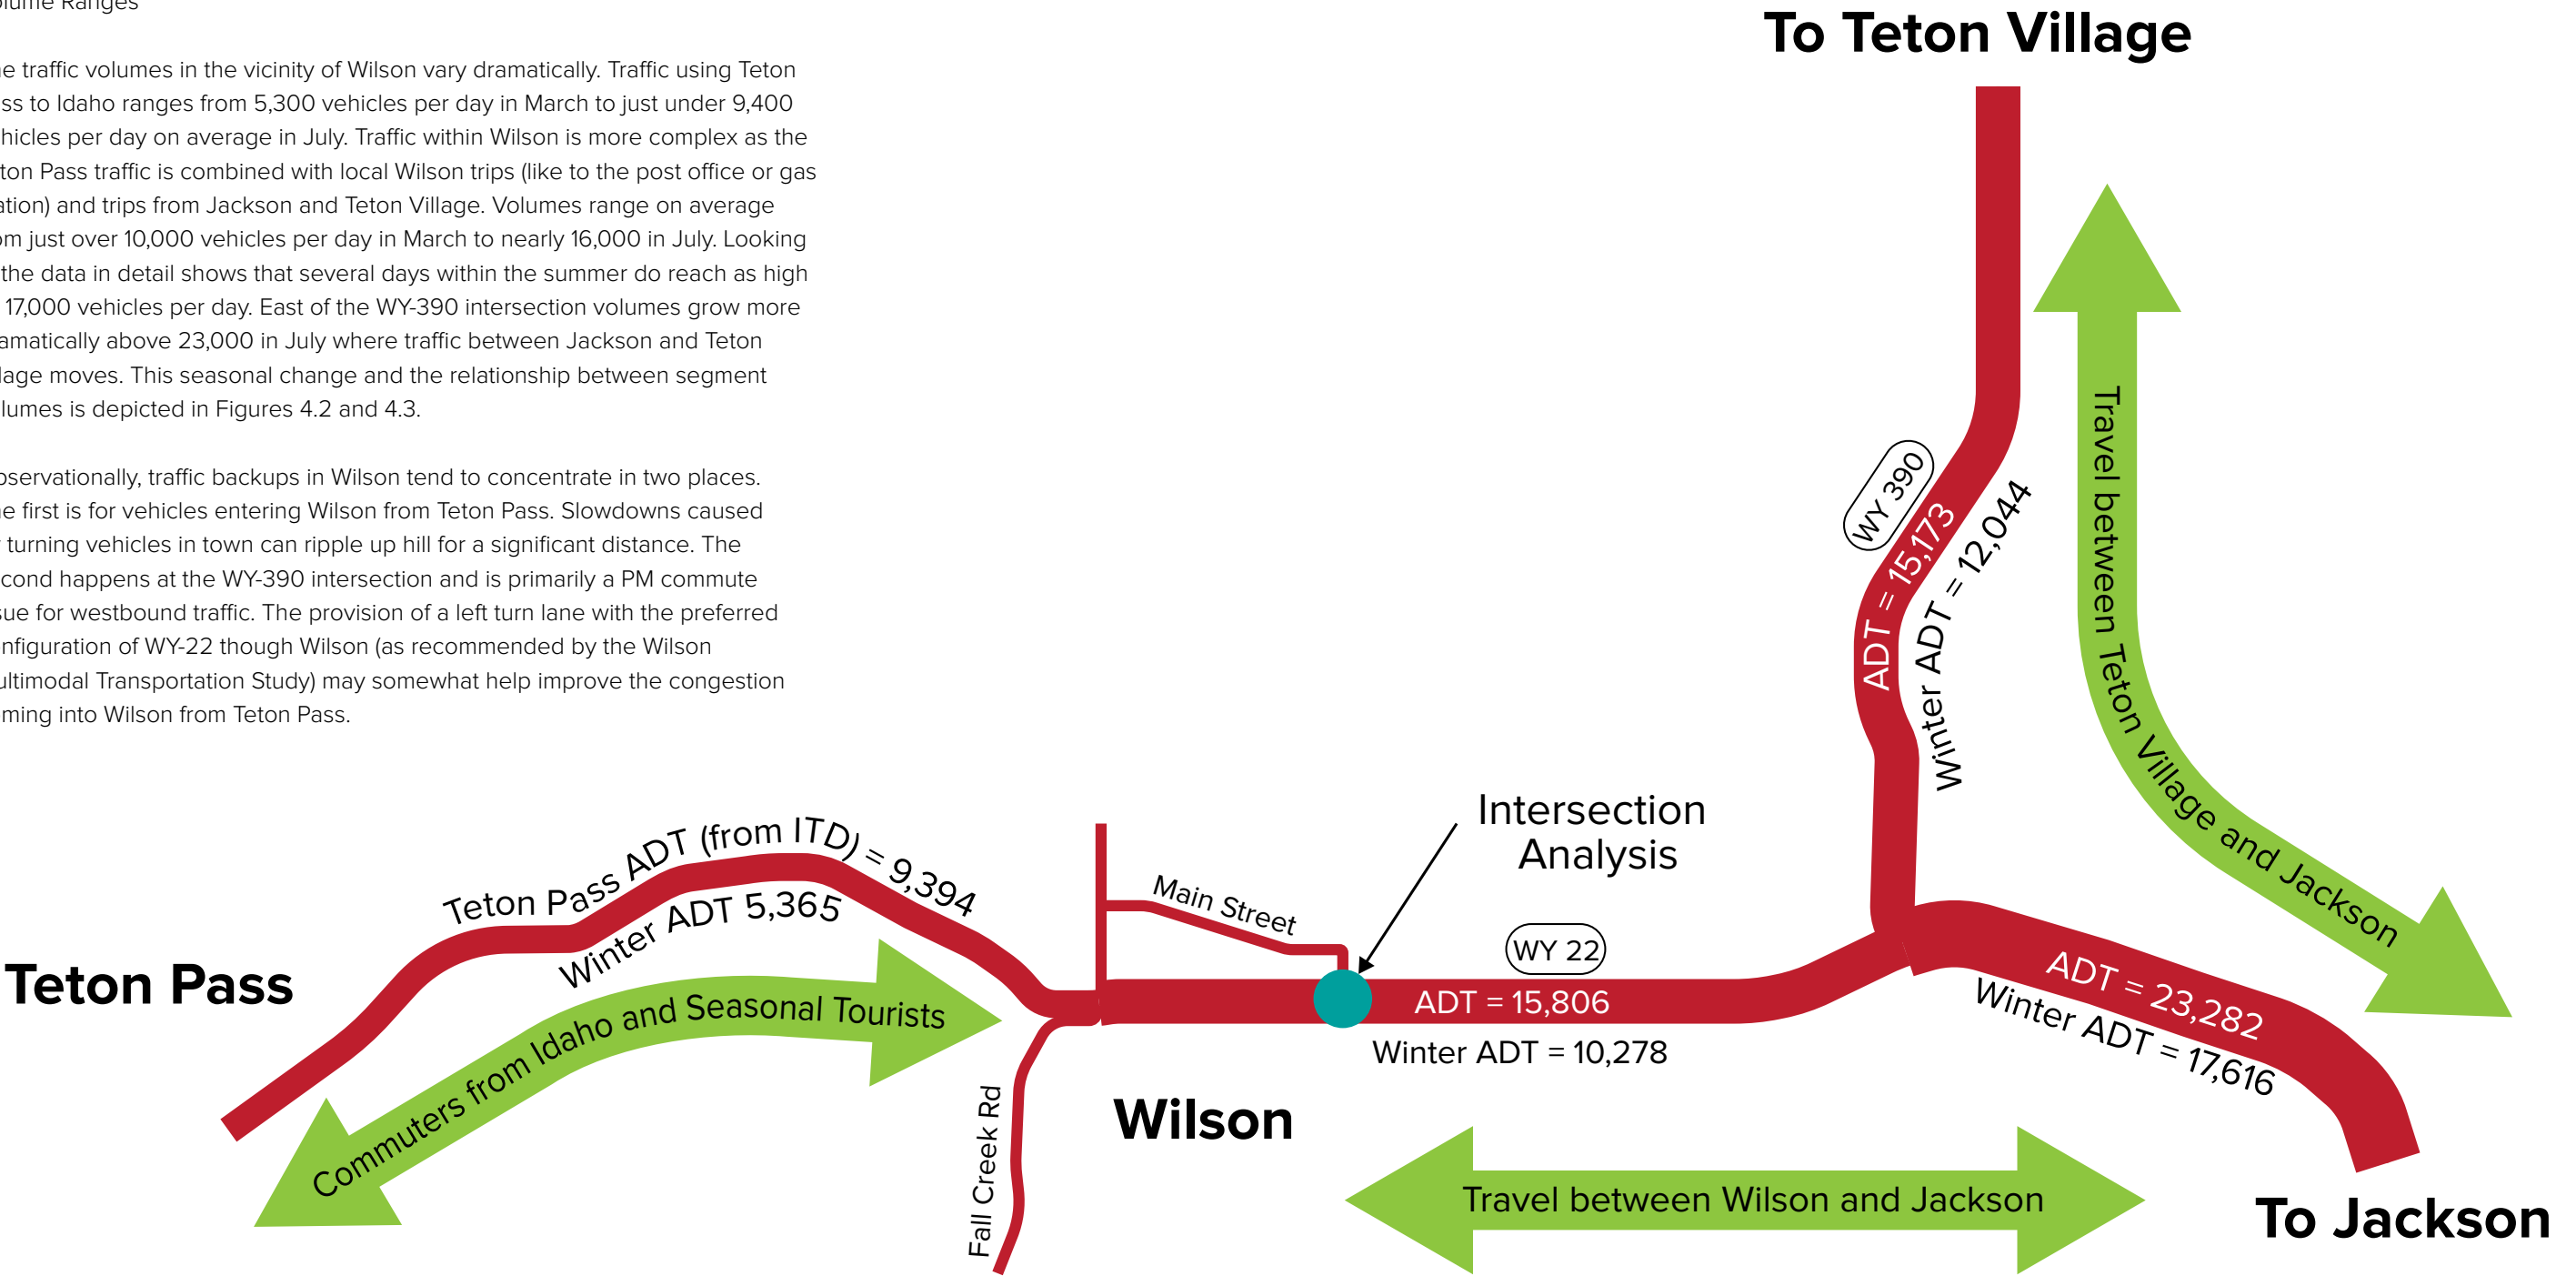 olume Ranges
e traffic volumes in the vicinity of Wilson vary dramatically. Traffic using Teton
ss to Idaho ranges from 5,300 vehicles per day in March to just under 9,400
hicles per day on average in July. Traffic within Wilson is more complex as the
ton Pass traffic is combined with local Wilson trips (like to the post office or gas
ation) and trips from Jackson and Teton Village. Volumes range on average
om just over 10,000 vehicles per day in March to nearly 16,000 in July. Looking
the data in detail shows that several days within the summer do reach as high
17,000 vehicles per day. East of the WY-390 intersection volumes grow more
amatically above 23,000 in July where traffic between Jackson and Teton
lage moves. This seasonal change and the relationship between segment
lumes is depicted in Figures 4.2 and 4.3.
servationally, traffic backups in Wilson tend to concentrate in two places.
e first is for vehicles entering Wilson from Teton Pass. Slowdowns caused
turning vehicles in town can ripple up hill for a significant distance. The
cond happens at the WY-390 intersection and is primarily a PM commute
sue for westbound traffic. The provision of a left turn lane with the preferred
nfiguration of WY-22 though Wilson (as recommended by the Wilson
ultimodal Transportation Study) may somewhat help improve the congestion
ming into Wilson from Teton Pass.
To Teton Village
WY 390
ADT = 15,173
Winter ADT = 12,044
Travel between Teton Village and Jackson
Teton Pass ADT (from ITD) = 9,394
Winter ADT 5,365
Teton Pass
Commuters from Idaho and Seasonal Tourists
Main Street
Intersection
Analysis
WY 22
ADT = 15,806
Winter ADT = 10,278
ADT = 23,282
Winter ADT = 17,616
Fall Creek Rd
Wilson
Travel between Wilson and Jackson
To Jackson